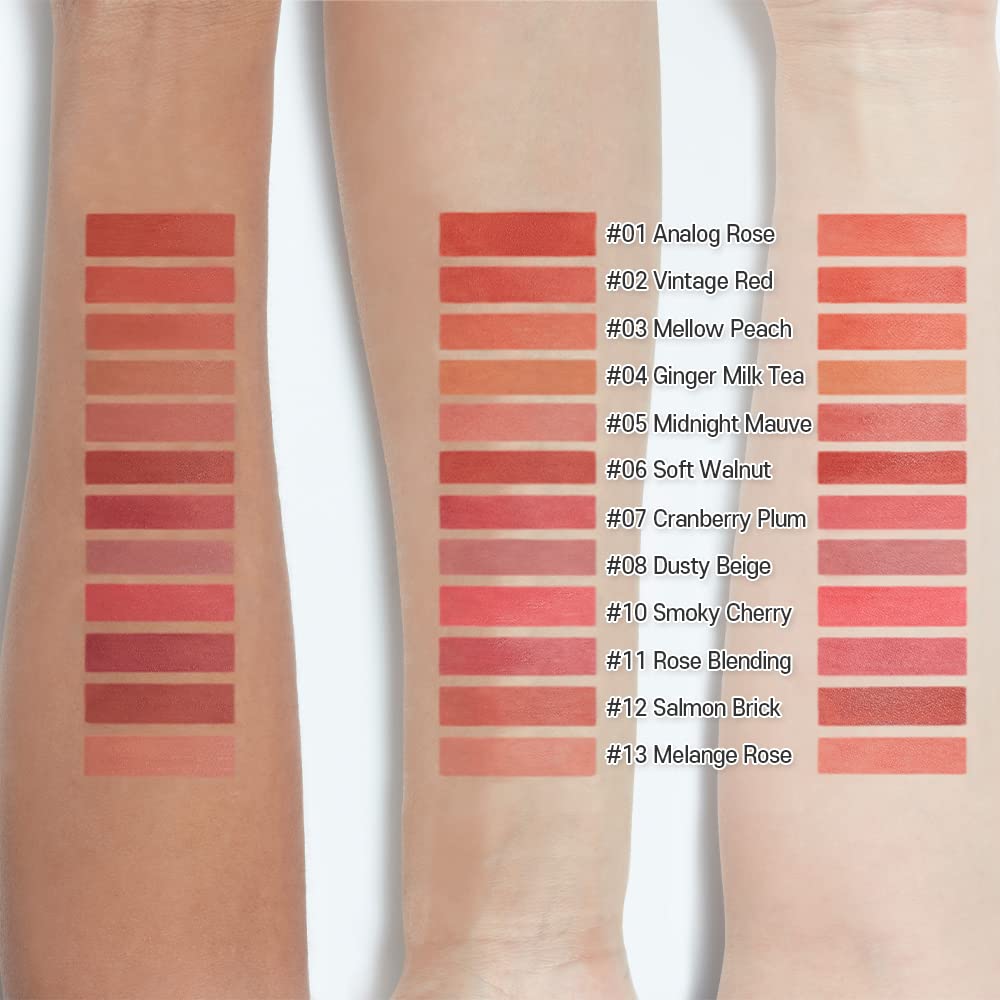 #01 Analog Rose
#02 Vintage Red
#03 Mellow Peach
#04 Ginger Milk Tea
#05 Midnight Mauve
#06 Soft Walnut
#07 Cranberry Plum
#08 Dusty Beige
#10 Smoky Cherry
#11 Rose Blending
#12 Salmon Brick
#13 Melange Rose